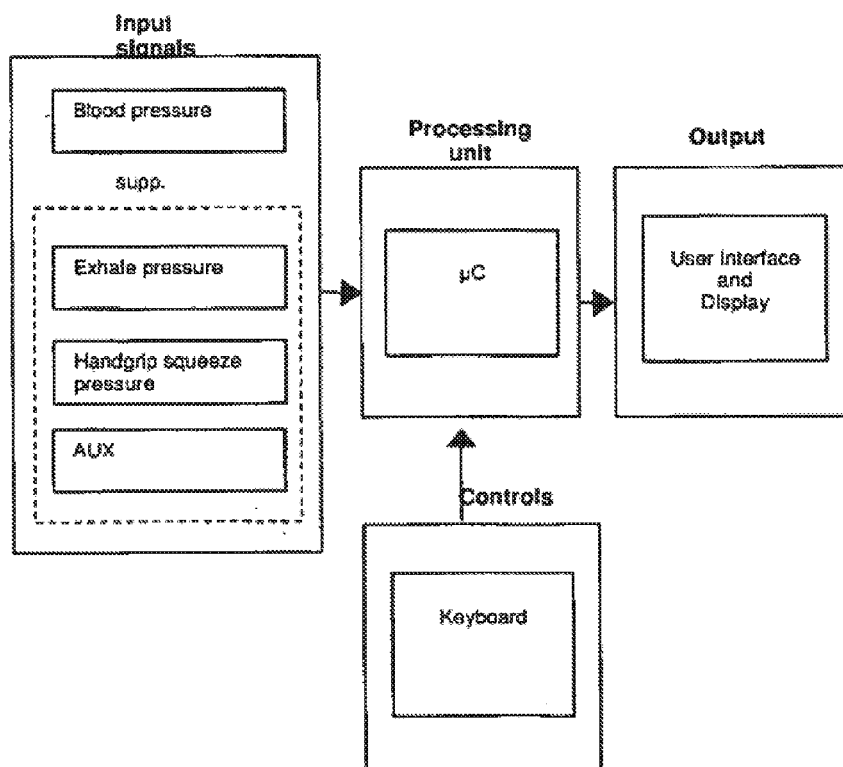 Input
signals
Blood pressure
supp.
Exhale pressure
Handgrip squeeze
pressure
AUX
Processing
unit
µC
Output
User interface
and
Display
Controls
Keyboard